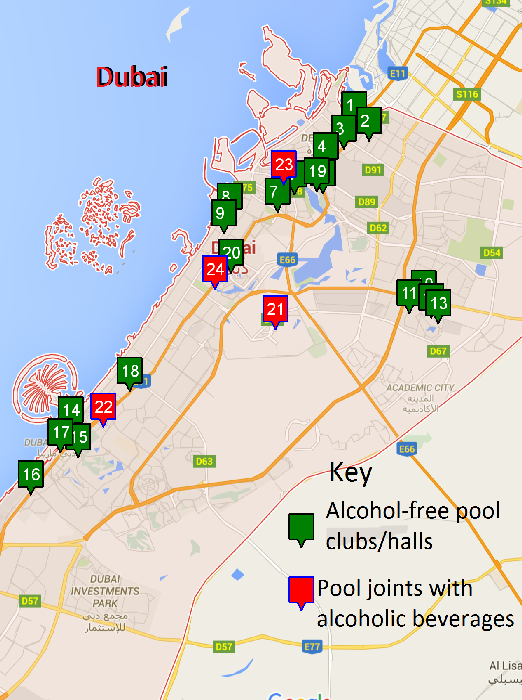 S134
Dubai
E11
S116
1
2
3
4
D91
23
19
7
75
8
D89
9
D62
D54
20
E66
24
11
13
21
D67
18
ACADEMIC CITY
المدينة
الأكاديمية
14
22
17
15
16
D63
E66
Key
Alcohol-free pool
clubs/halls
DUBAI
INVESTMENTS
PARK
مجمع دبي
للاستثمار
D57
Pool joints with
alcoholic beverages
D57
E77
Al Lisa
Google